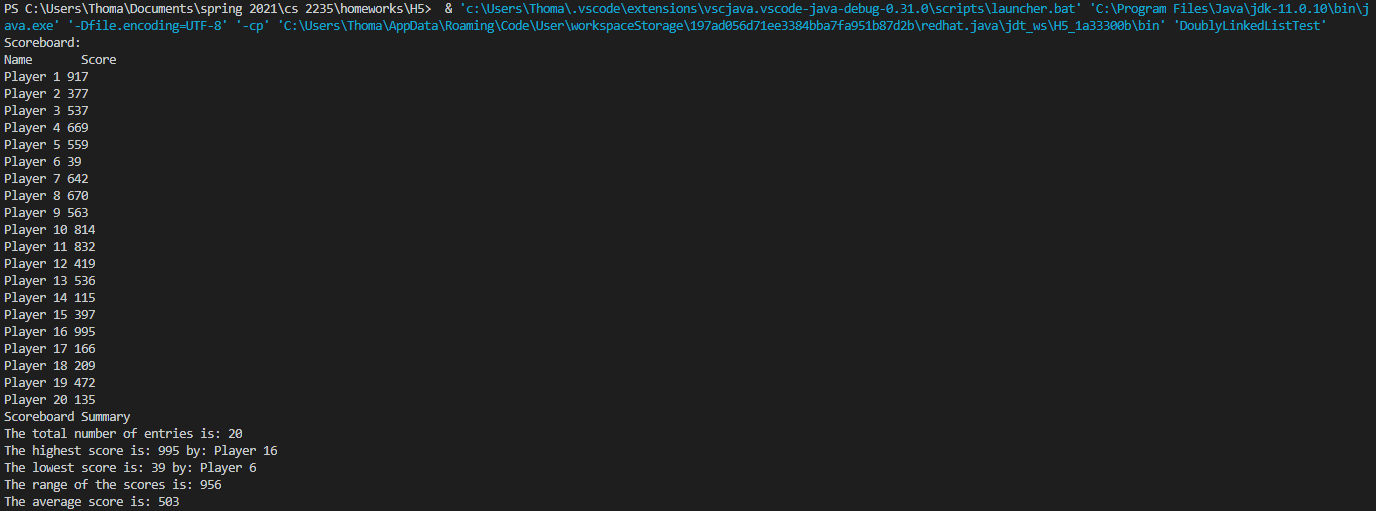 PS C:\Users\Thoma\Documents\spring 2021\cs 2235\homeworks\H5>  & 'c:\Users\Thoma\.vscode\extensions\vscjava.vscode-java-debug-0.31.0\scripts\launcher.bat' 'C:\Program Files\Java\jdk-11.0.10\bin\j
ava.exe' '-Dfile.encoding=UTF-8' '-cp' 'C:\Users\Thoma\AppData\Roaming\Code\User\workspaceStorage\197ad056d71ee3384bba7fa951b87d2b\redhat.java\jdt_ws\H5_1a33300b\bin' 'DoublyLinkedListTest'
Scoreboard:
Name       Score
Player 1 917
Player 2 377
Player 3 537
Player 4 669
Player 5 559
Player 6 39
Player 7 642
Player 8 670
Player 9 563
Player 10 814
Player 11 832
Player 12 419
Player 13 536
Player 14 115
Player 15 397
Player 16 995
Player 17 166
Player 18 209
Player 19 472
Player 20 135
Scoreboard Summary
The total number of entries is: 20
The highest score is: 995 by: Player 16
The lowest score is: 39 by: Player 6
The range of the scores is: 956
The average score is: 503